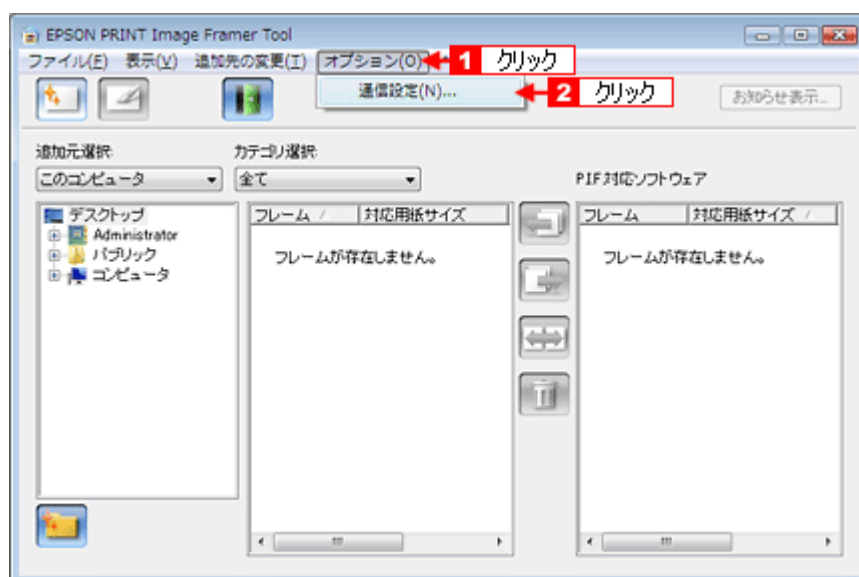 EPSON PRINT Image Framer Tool
ファイル(E) 表示(V) 追加先の変更(I) オプション(O) 1 クリック
通信設定(N)... 2 クリック
お知らせ表示...
追加元選択: カテゴリ選択:
このコンピュータ 全て PIF対応ソフトウェア
デスクトップ フレーム / 対応用紙サイズ フレーム 対応用紙サイズ /
Administrator
パブリック フレームが存在しません。 フレームが存在しません。
コンピュータ